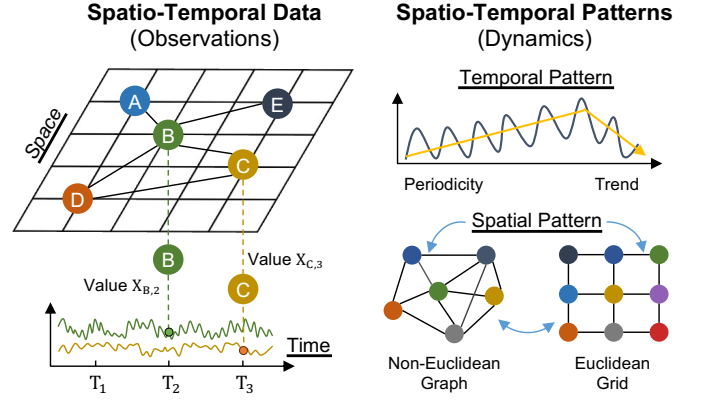 Spatio-Temporal Data
(Observations)
Space
A
E
B
C
D
B
Value X_{B,2}
Value X_{C,3}
C
Time
T_1
T_2
T_3
Spatio-Temporal Patterns
(Dynamics)
Temporal Pattern
Periodicity
Trend
Spatial Pattern
Non-Euclidean
Graph
Euclidean
Grid